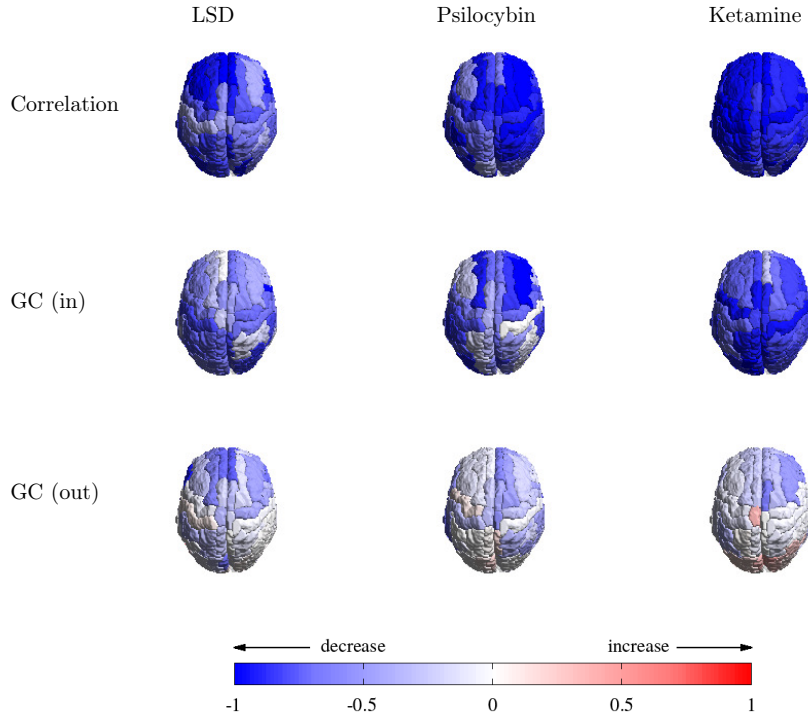 LSD Psilocybin Ketamine
Correlation
GC (in)
GC (out)
decrease increase
-1 -0.5 0 0.5 1